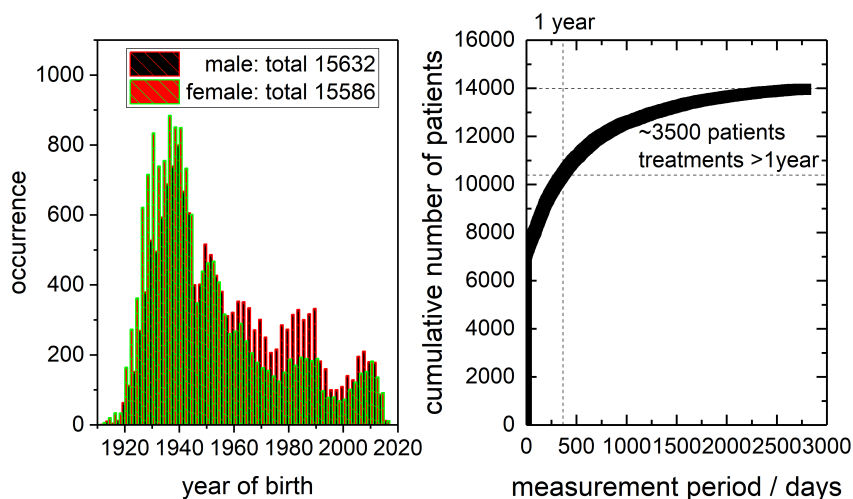 male: total 15632
female: total 15586
1000
800
600
400
200
0
1920 1940 1960 1980 2000 2020
occurrence
year of birth
1 year
16000
14000
12000
10000
8000
6000
4000
2000
0
0 500 1000 1500 2000 2500 3000
~3500 patients
treatments >1year
cumulative number of patients
measurement period / days